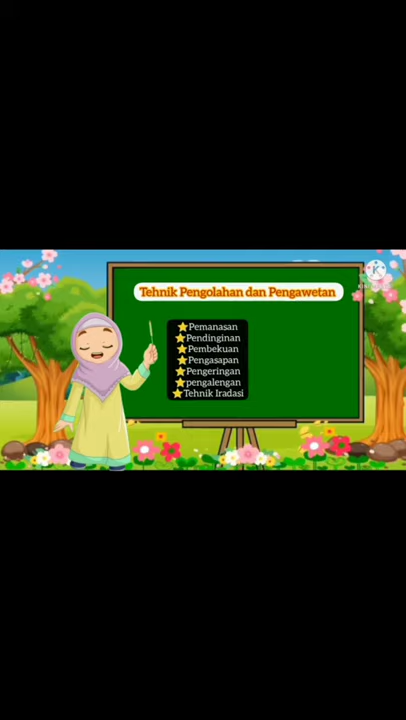 Tehnik Pengolahan dan Pengawetan
⭐Pemanasan
⭐Pendinginan
⭐Pembekuan
⭐Pengasapan
⭐Pengeringan
⭐pengalengan
⭐Tehnik Iradasi